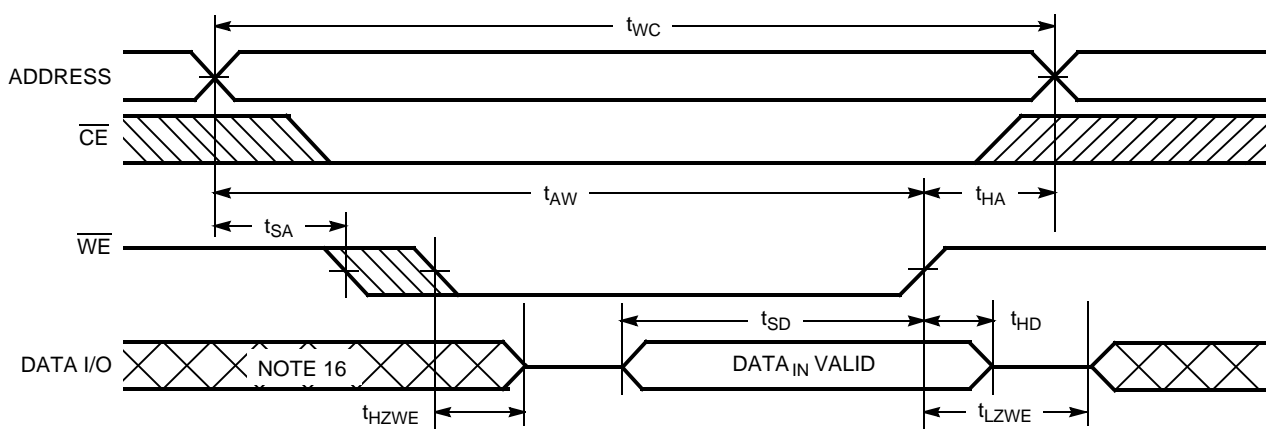 tWC
ADDRESS
CE
tAW
tHA
tSA
WE
tSD
tHD
DATA I/O
NOTE 16
DATAIN VALID
tHZWE
tLZWE